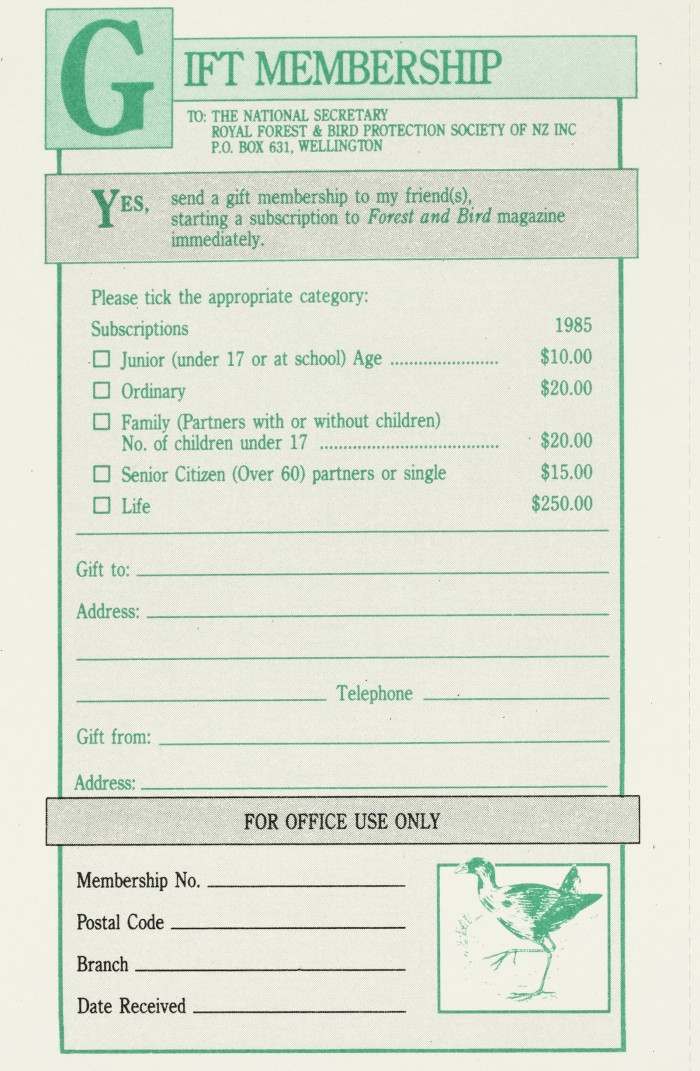 GIFT MEMBERSHIP
TO: THE NATIONAL SECRETARY
ROYAL FOREST & BIRD PROTECTION SOCIETY OF NZ INC
P.O. BOX 631, WELLINGTON
YES, send a gift membership to my friend(s),
starting a subscription to Forest and Bird magazine
immediately.
Please tick the appropriate category:
Subscriptions 1985
☐ Junior (under 17 or at school) Age ....................... $10.00
☐ Ordinary $20.00
☐ Family (Partners with or without children)
No. of children under 17 ...................................... $20.00
☐ Senior Citizen (Over 60) partners or single $15.00
☐ Life $250.00
Gift to:
Address:
Telephone
Gift from:
Address:
FOR OFFICE USE ONLY
Membership No.
Postal Code
Branch
Date Received